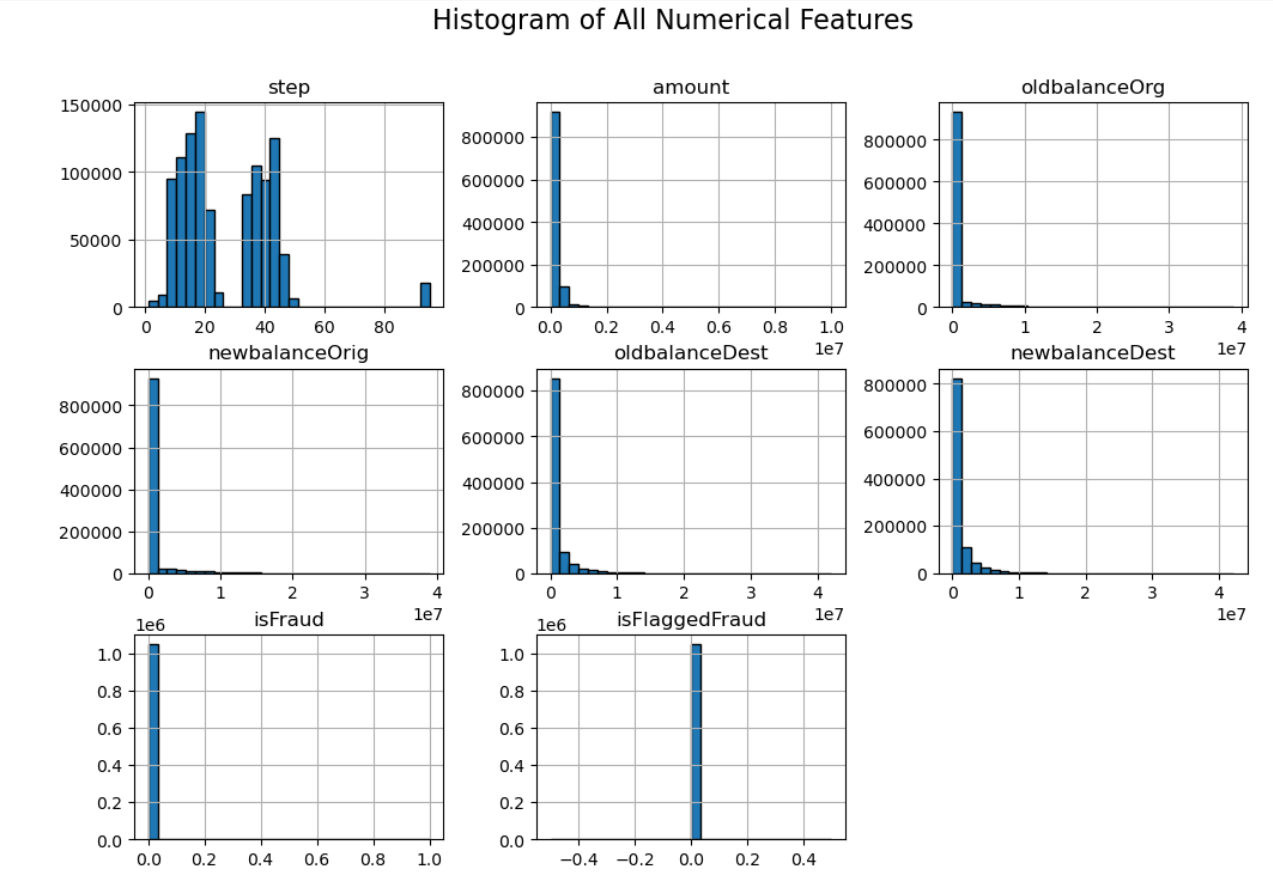 Histogram of All Numerical Features
step
150000
100000
50000
0
0 20 40 60 80
amount
800000
600000
400000
200000
0
0.0 0.2 0.4 0.6 0.8 1.0
1e7
oldbalanceOrg
800000
600000
400000
200000
0
0 1 2 3 4
1e7
newbalanceOrig
800000
600000
400000
200000
0
0 1 2 3 4
1e7
oldbalanceDest
800000
600000
400000
200000
0
0 1 2 3 4
1e7
newbalanceDest
800000
600000
400000
200000
0
0 1 2 3 4
1e7
isFraud
1e6
1.0
0.8
0.6
0.4
0.2
0.0
0.0 0.2 0.4 0.6 0.8 1.0
isFlaggedFraud
1e6
1.0
0.8
0.6
0.4
0.2
0.0
−0.4 −0.2 0.0 0.2 0.4